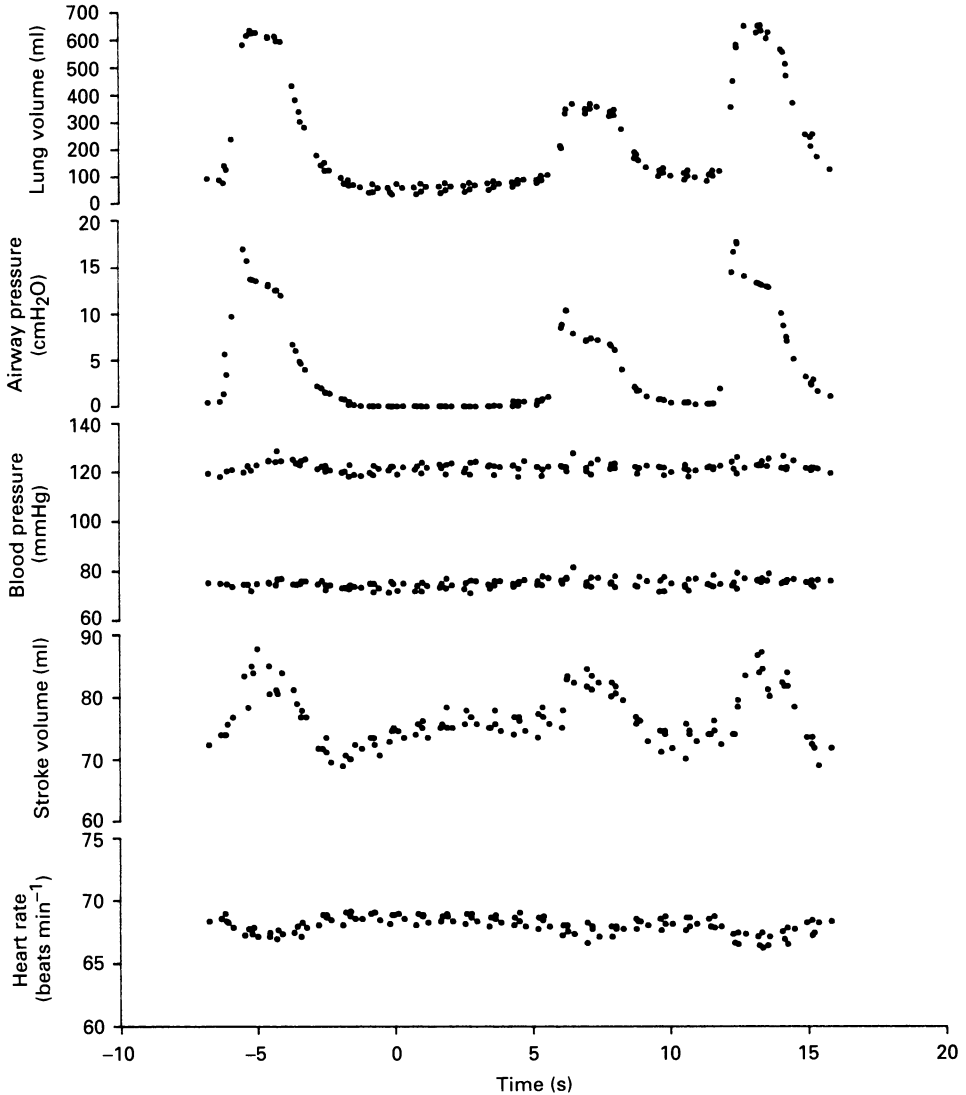 700
600
500
400
300
200
100
0
Lung volume (ml)
20
15
10
5
0
Airway pressure
(cmH₂O)
140
120
100
80
60
Blood pressure
(mmHg)
90
80
70
60
Stroke volume (ml)
75
70
65
60
Heart rate
(beats min⁻¹)
−10 −5 0 5 10 15 20
Time (s)